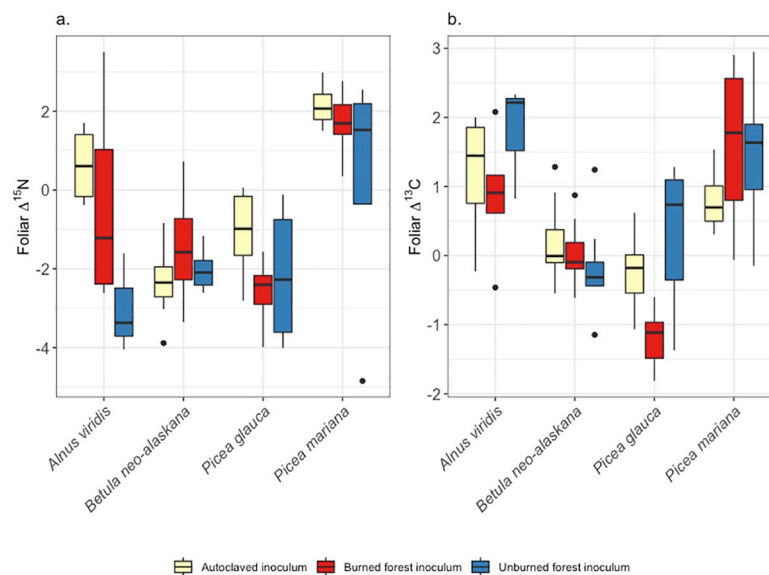 a.
Foliar Δ¹⁵N
2
0
-2
-4
Alnus viridis
Betula neo-alaskana
Picea glauca
Picea mariana
b.
Foliar Δ¹³C
3
2
1
0
-1
-2
Alnus viridis
Betula neo-alaskana
Picea glauca
Picea mariana
Autoclaved inoculum Burned forest inoculum Unburned forest inoculum